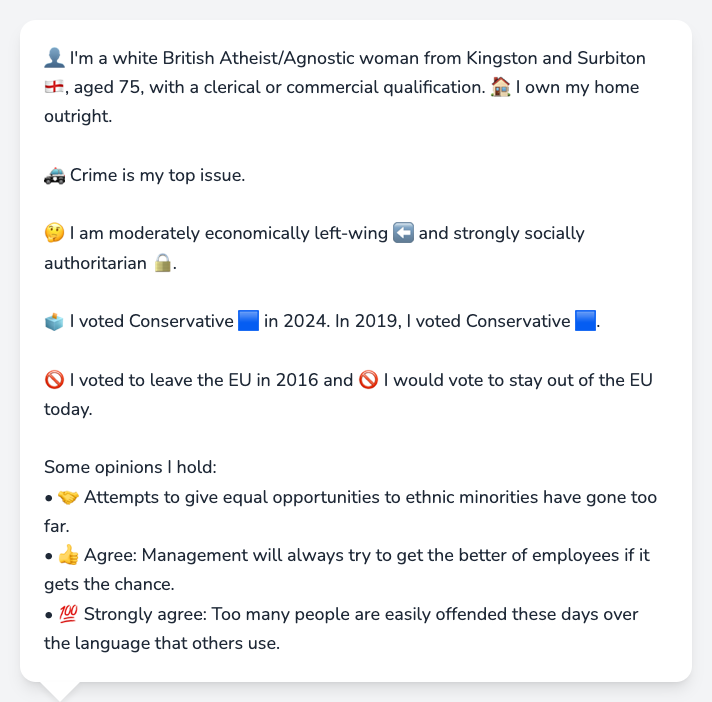 👤 I'm a white British Atheist/Agnostic woman from Kingston and Surbiton
🏴󠁧󠁢󠁥󠁮󠁧󠁿, aged 75, with a clerical or commercial qualification. 🏠 I own my home
outright.
🚓 Crime is my top issue.
🤔 I am moderately economically left-wing ⬅️ and strongly socially
authoritarian 🔒.
🗳️ I voted Conservative 🟦 in 2024. In 2019, I voted Conservative 🟦.
🚫 I voted to leave the EU in 2016 and 🚫 I would vote to stay out of the EU
today.
Some opinions I hold:
• 🤝 Attempts to give equal opportunities to ethnic minorities have gone too
far.
• 👍 Agree: Management will always try to get the better of employees if it
gets the chance.
• 💯 Strongly agree: Too many people are easily offended these days over
the language that others use.